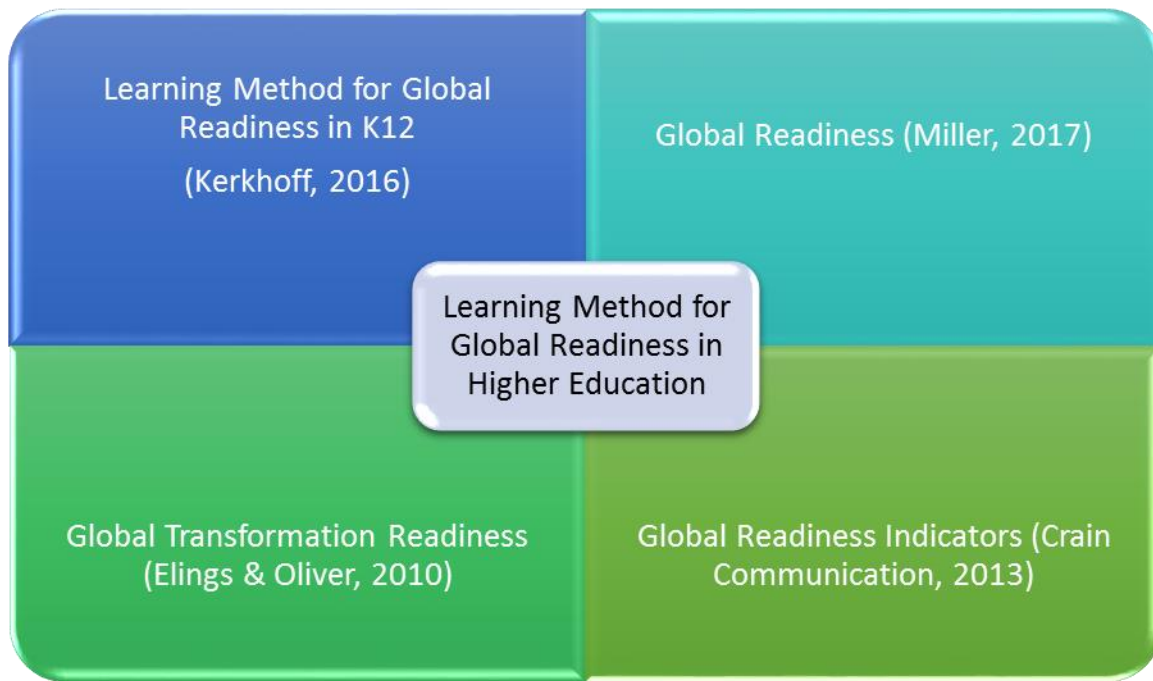 Learning Method for Global
Readiness in K12
(Kerkhoff, 2016)
Global Readiness (Miller, 2017)
Learning Method for
Global Readiness in
Higher Education
Global Transformation Readiness
(Elings & Oliver, 2010)
Global Readiness Indicators (Crain
Communication, 2013)